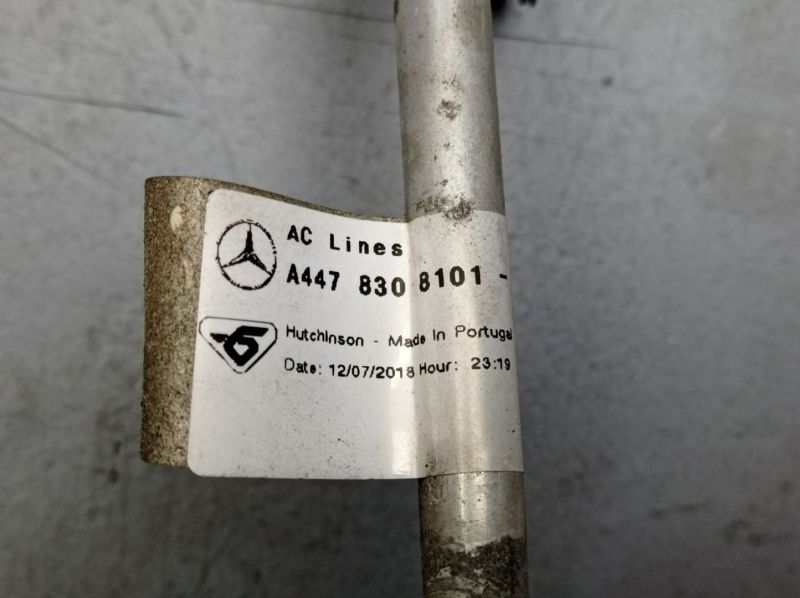 AC Lines
A447 830 8101 -
Hutchinson - Made In Portugal
Date: 12/07/2018 Hour: 23:19